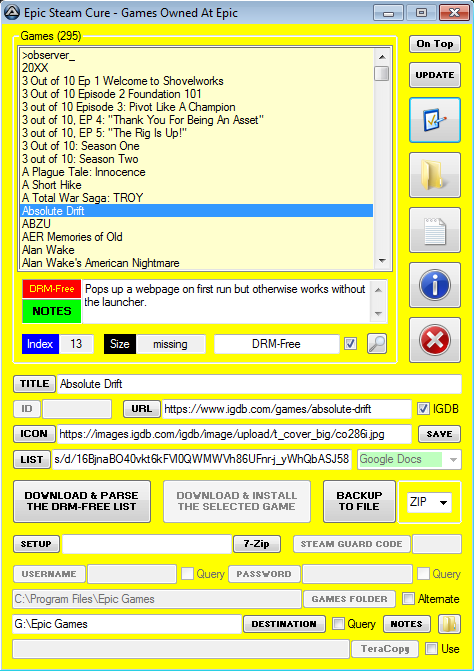 Epic Steam Cure - Games Owned At Epic
Games (295)
On Top
>observer_
20XX
UPDATE
3 Out of 10 Ep 1 Welcome to Shovelworks
3 Out of 10 Episode 2 Foundation 101
3 out of 10 Episode 3: Pivot Like A Champion
3 out of 10, EP 4: "Thank You For Being An Asset"
3 out of 10, EP 5: "The Rig Is Up!"
3 Out of 10: Season One
3 Out of 10: Season Two
A Plague Tale: Innocence
A Short Hike
A Total War Saga: TROY
Absolute Drift
ABZU
AER Memories of Old
Alan Wake
Alan Wake's American Nightmare
DRM-Free
NOTES
Pops up a webpage on first run but otherwise works without
the launcher.
Index 13 Size missing DRM-Free
TITLE Absolute Drift
ID URL https://www.igdb.com/games/absolute-drift IGDB
ICON https://images.igdb.com/igdb/image/upload/t_cover_big/co286i.jpg SAVE
LIST s/d/16BjnaBO40vkt6kFVl0QWMWVh86UFnr-j_yWhQbASJ58 Google Docs
DOWNLOAD & PARSE
THE DRM-FREE LIST
DOWNLOAD & INSTALL
THE SELECTED GAME
BACKUP
TO FILE
ZIP
SETUP 7-Zip STEAM GUARD CODE
USERNAME Query PASSWORD Query
C:\Program Files\Epic Games GAMES FOLDER Alternate
G:\Epic Games DESTINATION Query NOTES
TeraCopy Use